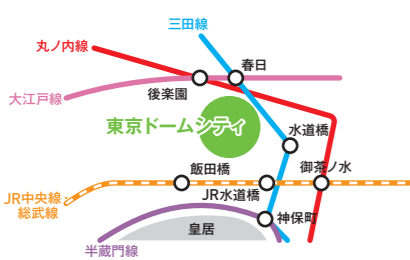 三田線
丸ノ内線
春日
大江戸線
後楽園
東京ドームシティ
水道橋
飯田橋
御茶ノ水
JR中央線
総武線
JR水道橋
神保町
皇居
半蔵門線